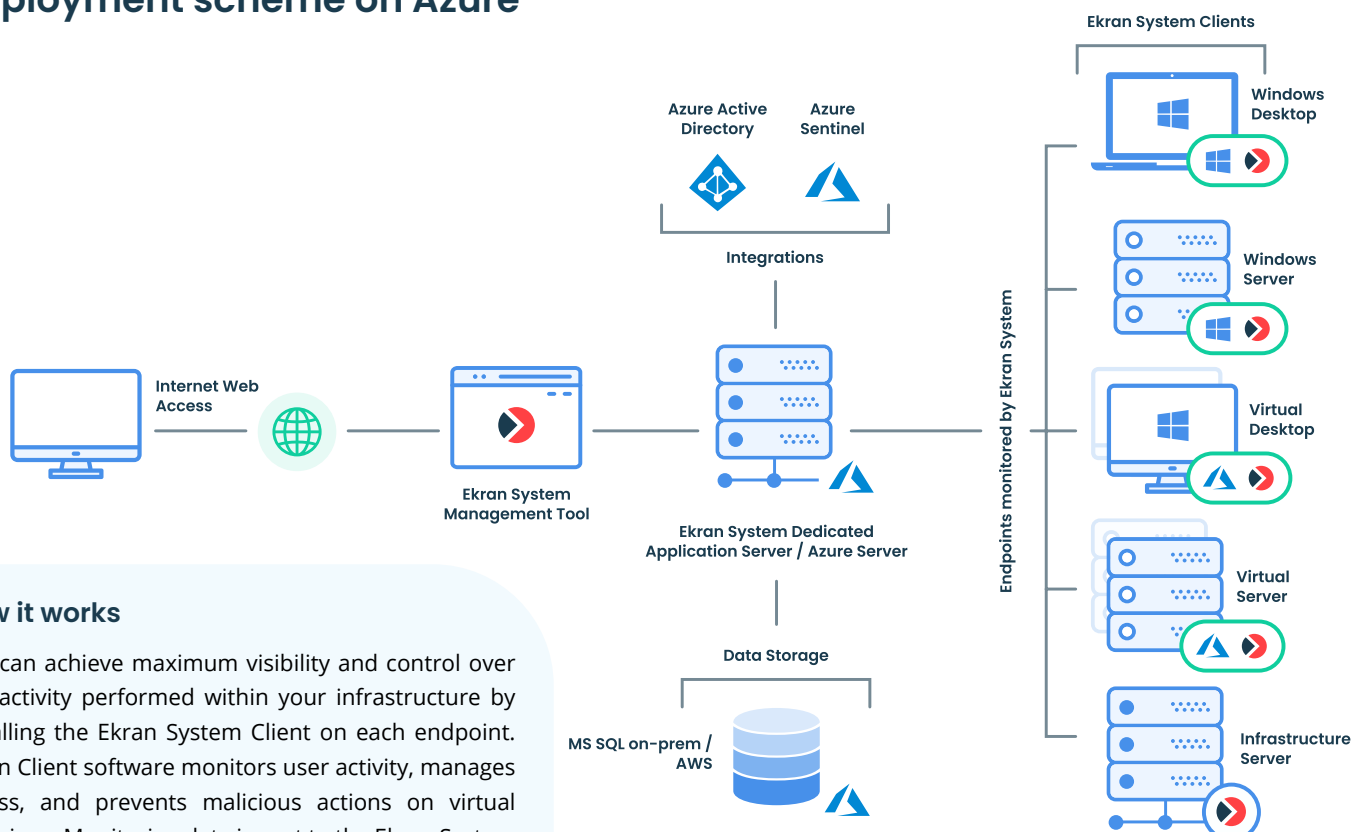 ployment scheme on Azure
Ekran System Clients
Azure Active
Directory
Azure
Sentinel
Integrations
Windows
Desktop
Windows
Server
Internet Web
Access
Ekran System
Management Tool
Ekran System Dedicated
Application Server / Azure Server
Endpoints monitored by Ekran System
Virtual
Desktop
Virtual
Server
Data Storage
MS SQL on-prem /
AWS
Infrastructure
Server
w it works
can achieve maximum visibility and control over
activity performed within your infrastructure by
alling the Ekran System Client on each endpoint.
n Client software monitors user activity, manages
ss, and prevents malicious actions on virtual